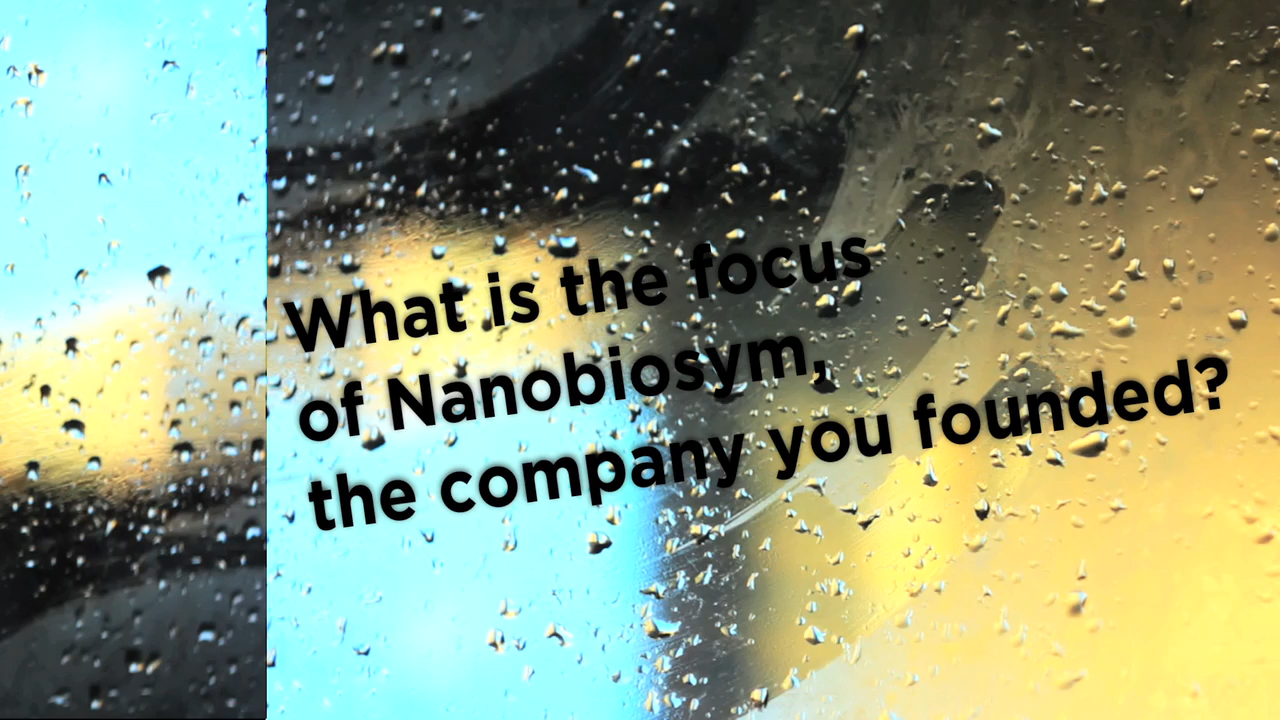 What is the focus
of Nanobiosym,
the company you founded?